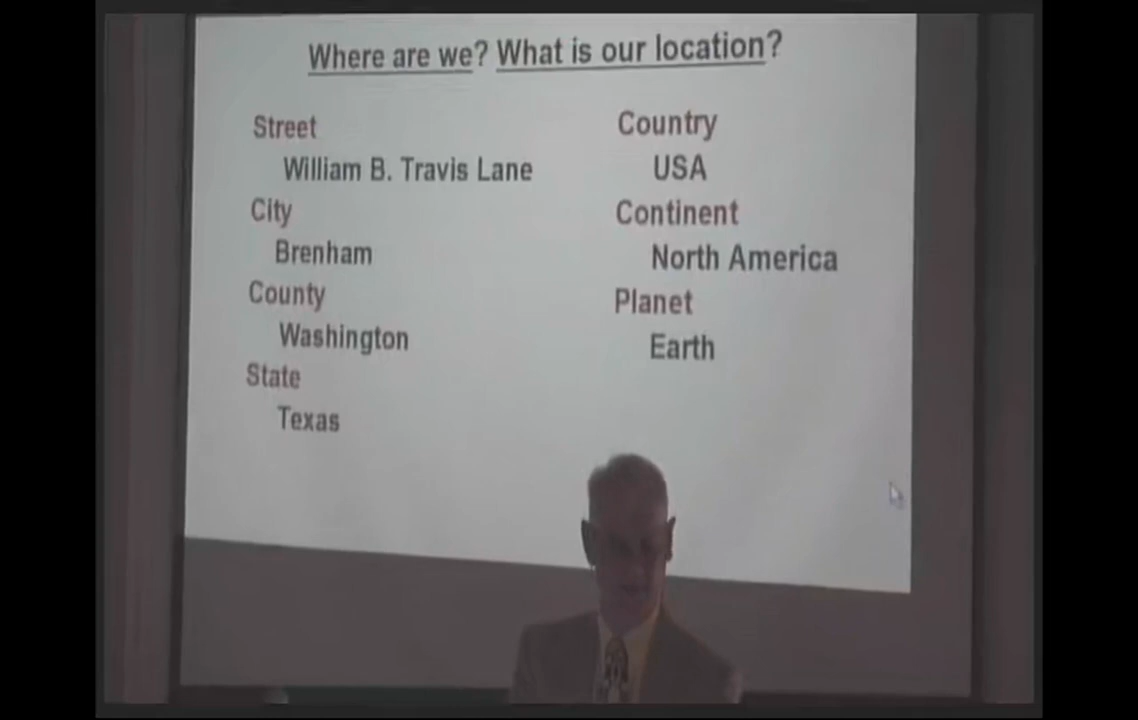 Where are we? What is our location?
Street
William B. Travis Lane
City
Brenham
County
Washington
State
Texas
Country
USA
Continent
North America
Planet
Earth